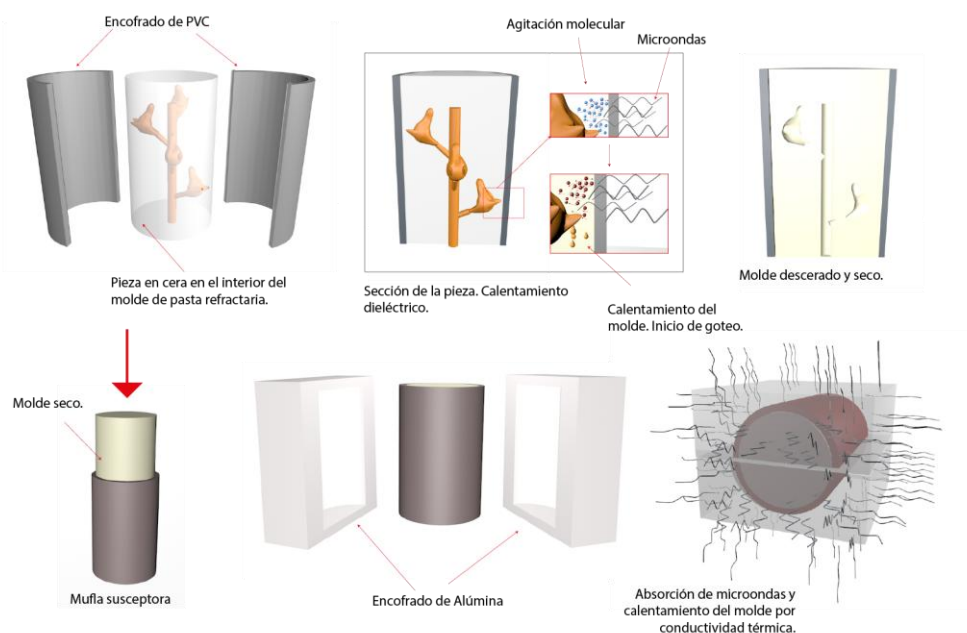 Encofrado de PVC
Agitación molecular
Microondas
Pieza en cera en el interior del
molde de pasta refractaria.
Sección de la pieza. Calentamiento
dieléctrico.
Calentamiento del
molde. Inicio de goteo.
Molde descerado y seco.
Molde seco.
Mufla susceptora
Encofrado de Alúmina
Absorción de microondas y
calentamiento del molde por
conductividad térmica.